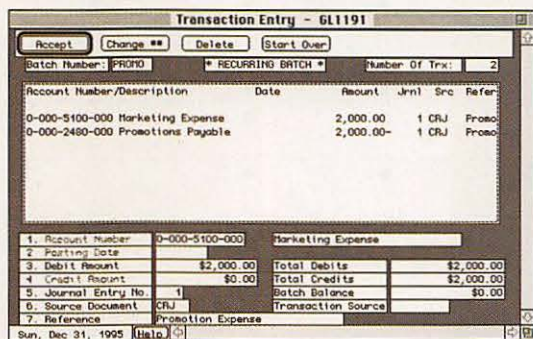 Transaction Entry - GL1191
Accept Change ** Delete Start Over
Batch Number: PROMO * RECURRING BATCH * Number Of Trx: 2
Account Number/Description Date Amount Jrnl Src Refer
0-000-5100-000 Marketing Expense 2,000.00 1 CRJ Promo
0-000-2480-000 Promotions Payable 2,000.00- 1 CRJ Promo
1. Account Number 0-000-5100-000 Marketing Expense
2 Posting Date
3. Debit Amount $2,000.00 Total Debits $2,000.00
4 Credit Amount $0.00 Total Credits $2,000.00
5. Journal Entry No. 1 Batch Balance $0.00
6. Source Document CRJ Transaction Source
7. Reference Promotion Expense
Sun, Dec 31, 1995 Help